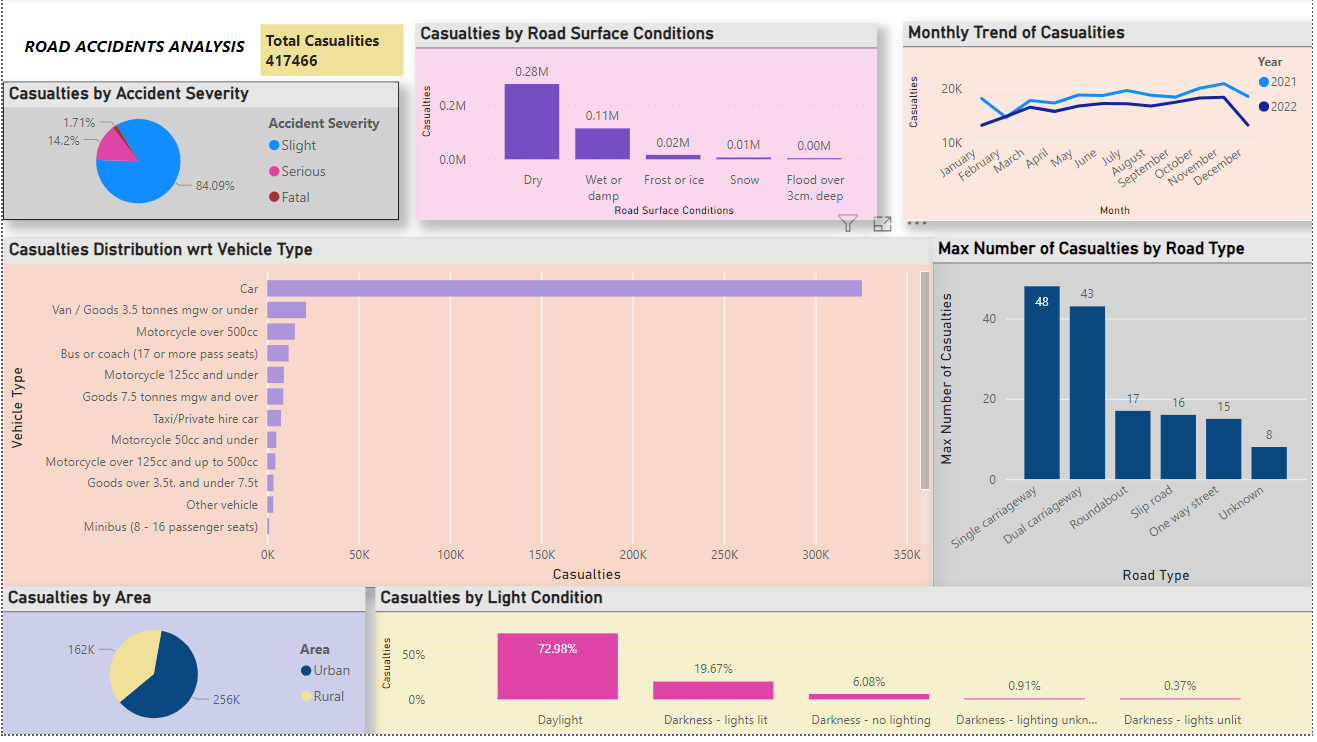 ROAD ACCIDENTS ANALYSIS
Total Casualities
417466
Casualties by Accident Severity
1.71%
14.2%
84.09%
Accident Severity
Slight
Serious
Fatal
Casualties by Road Surface Conditions
Casualties
0.2M
0.0M
0.28M
0.11M
0.02M
0.01M
0.00M
Dry
Wet or
damp
Frost or ice
Snow
Flood over
3cm. deep
Road Surface Conditions
Monthly Trend of Casualities
Casualties
20K
10K
January
February
March
April
May
June
July
August
September
October
November
December
Month
Year
2021
2022
Casualties Distribution wrt Vehicle Type
Vehicle Type
Car
Van / Goods 3.5 tonnes mgw or under
Motorcycle over 500cc
Bus or coach (17 or more pass seats)
Motorcycle 125cc and under
Goods 7.5 tonnes mgw and over
Taxi/Private hire car
Motorcycle 50cc and under
Motorcycle over 125cc and up to 500cc
Goods over 3.5t. and under 7.5t
Other vehicle
Minibus (8 - 16 passenger seats)
0K
50K
100K
150K
200K
250K
300K
350K
Casualties
Max Number of Casualties by Road Type
Max Number of Casualties
40
20
0
48
43
17
16
15
8
Single carriageway
Dual carriageway
Roundabout
Slip road
One way street
Unknown
Road Type
Casualties by Area
162K
256K
Area
Urban
Rural
Casualties by Light Condition
Casualties
50%
0%
72.98%
19.67%
6.08%
0.91%
0.37%
Daylight
Darkness - lights lit
Darkness - no lighting
Darkness - lighting unkn...
Darkness - lights unlit